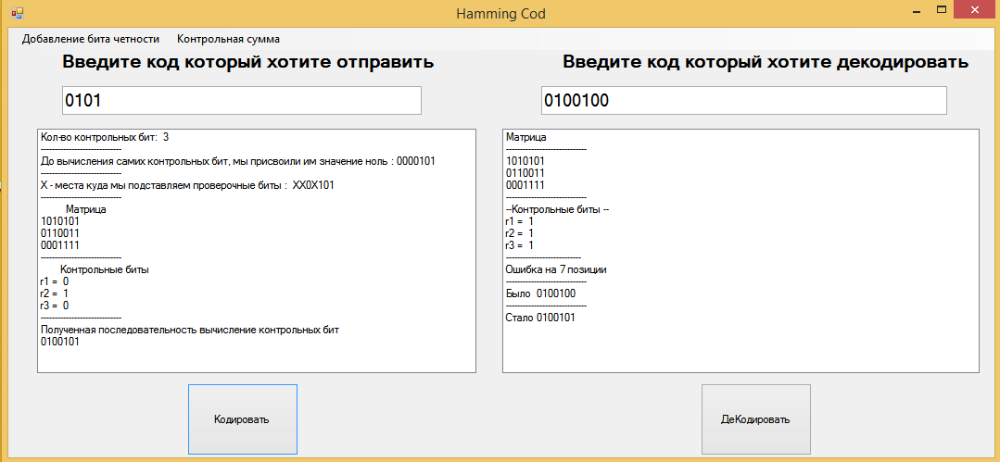 Hamming Cod
Добавление бита четности Контрольная сумма
Введите код который хотите отправить
0101
Кол-во контрольных бит: 3
-----------------------------
До вычисления самих контрольных бит, мы присвоили им значение ноль : 0000101
-----------------------------
X - места куда мы подставляем проверочные биты : XX0X101
-----------------------------
Матрица
1010101
0110011
0001111
-----------------------------
Контрольные биты
r1 = 0
r2 = 1
r3 = 0
-----------------------------
Полученная последовательность вычисление контрольных бит
0100101
Кодировать
Введите код который хотите декодировать
0100100
Матрица
-----------------------------
1010101
0110011
0001111
-----------------------------
--Контрольные биты --
r1 = 1
r2 = 1
r3 = 1
---------------------------
Ошибка на 7 позиции
-----------------------------
Было 0100100
-----------------------------
Стало 0100101
ДеКодировать